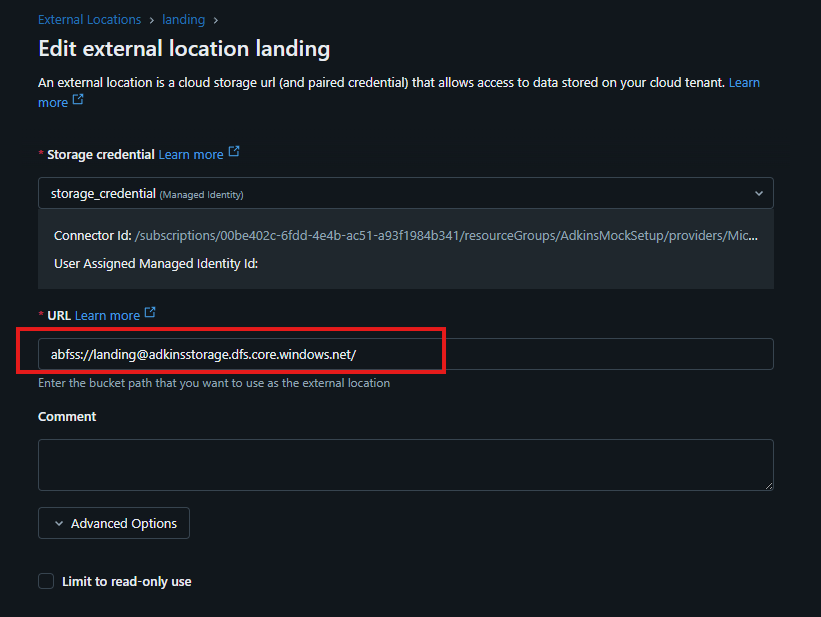 External Locations › landing ›
Edit external location landing
An external location is a cloud storage url (and paired credential) that allows access to data stored on your cloud tenant. Learn
more
* Storage credential Learn more
storage_credential (Managed Identity)
Connector Id: /subscriptions/00be402c-6fdd-4e4b-ac51-a93f1984b341/resourceGroups/AdkinsMockSetup/providers/Mic...
User Assigned Managed Identity Id:
* URL Learn more
abfss://landing@adkinsstorage.dfs.core.windows.net/
Enter the bucket path that you want to use as the external location
Comment
Advanced Options
Limit to read-only use